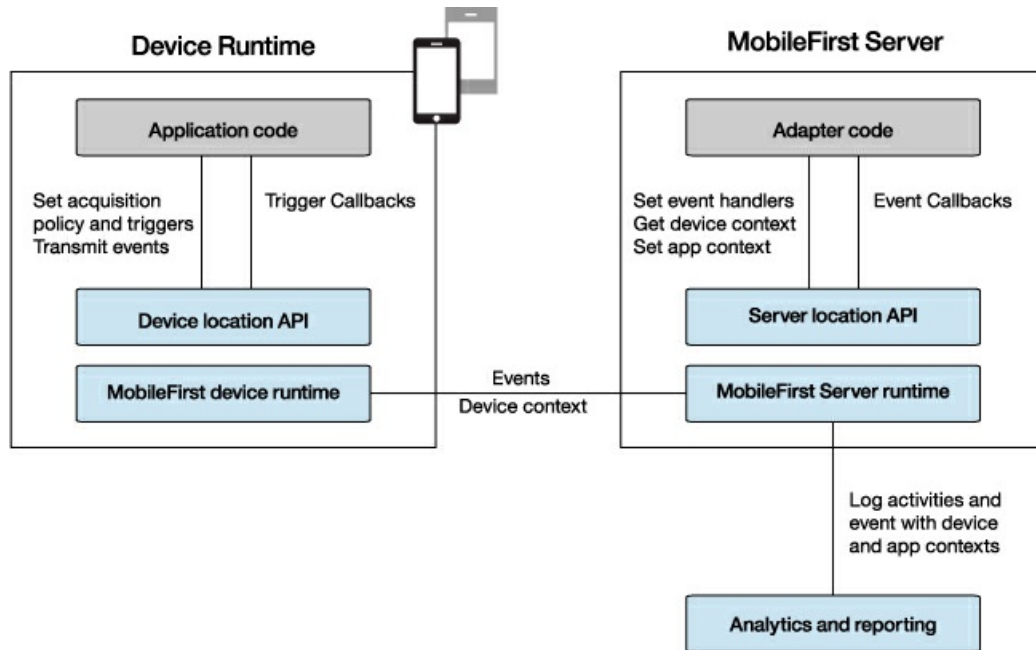 Device Runtime
Application code
Set acquisition
policy and triggers
Transmit events
Trigger Callbacks
Device location API
MobileFirst device runtime
Events
Device context
MobileFirst Server
Adapter code
Set event handlers
Get device context
Set app context
Event Callbacks
Server location API
MobileFirst Server runtime
Log activities and
event with device
and app contexts
Analytics and reporting